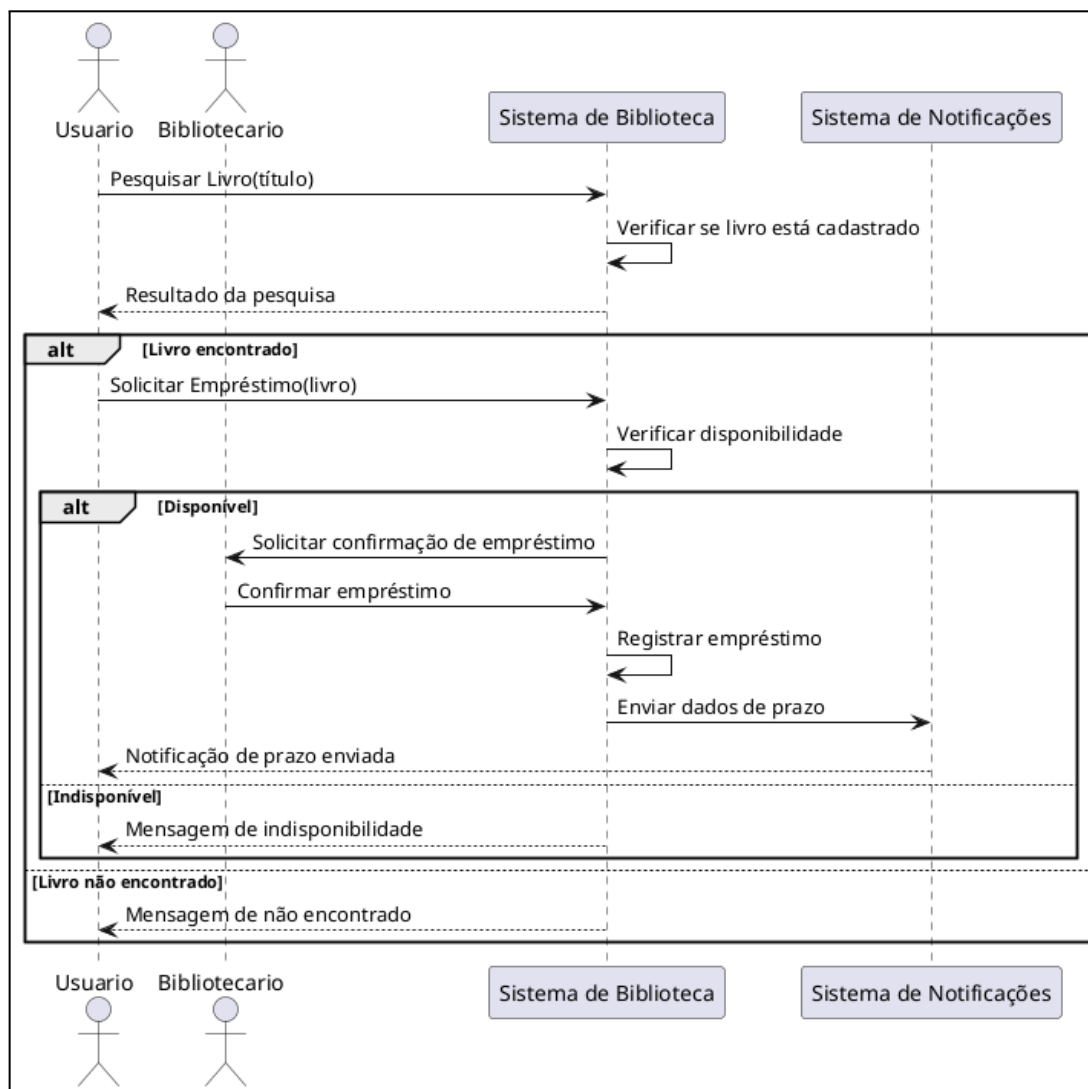 Usuario
Bibliotecario
Sistema de Biblioteca
Sistema de Notificações
Pesquisar Livro(título)
Verificar se livro está cadastrado
Resultado da pesquisa
alt
[Livro encontrado]
Solicitar Empréstimo(livro)
Verificar disponibilidade
alt
[Disponível]
Solicitar confirmação de empréstimo
Confirmar empréstimo
Registrar empréstimo
Enviar dados de prazo
Notificação de prazo enviada
[Indisponível]
Mensagem de indisponibilidade
[Livro não encontrado]
Mensagem de não encontrado
Usuario
Bibliotecario
Sistema de Biblioteca
Sistema de Notificações